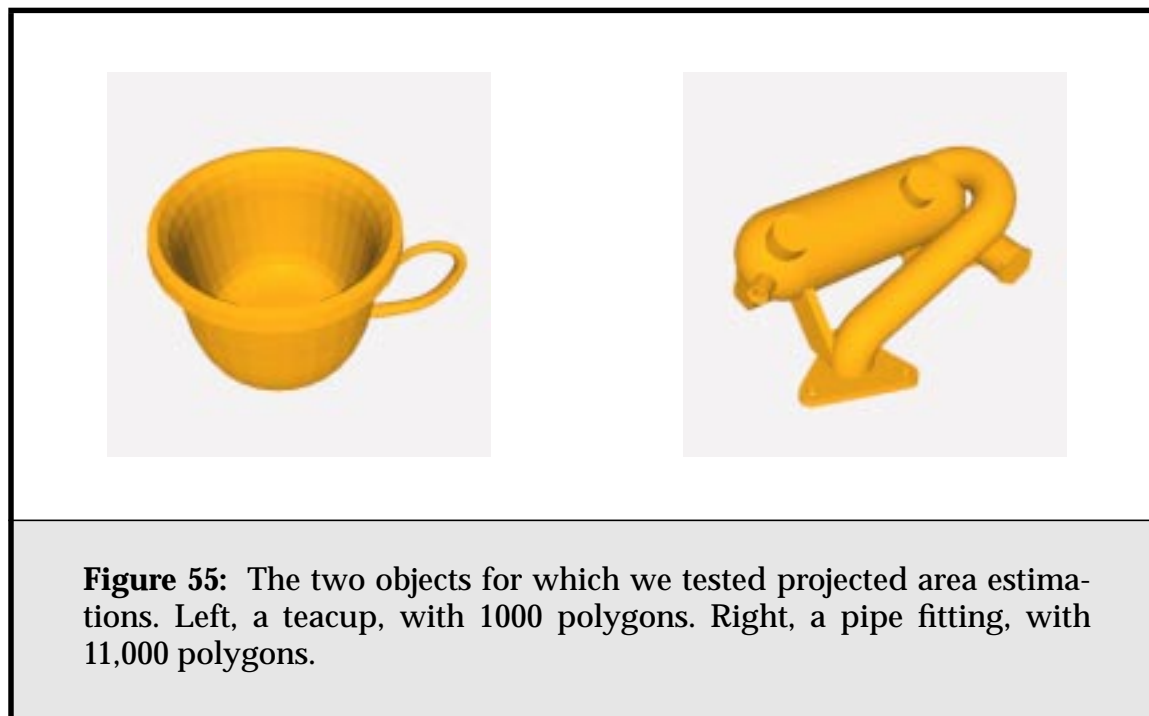 Figure 55: The two objects for which we tested projected area estima-
tions. Left, a teacup, with 1000 polygons. Right, a pipe fitting, with
11,000 polygons.